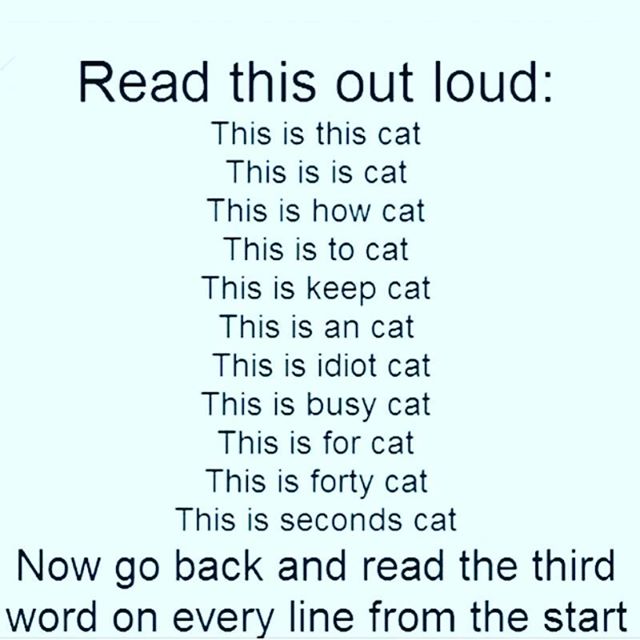 Read this out loud:
This is this cat
This is is cat
This is how cat
This is to cat
This is keep cat
This is an cat
This is idiot cat
This is busy cat
This is for cat
This is forty cat
This is seconds cat
Now go back and read the third
word on every line from the start